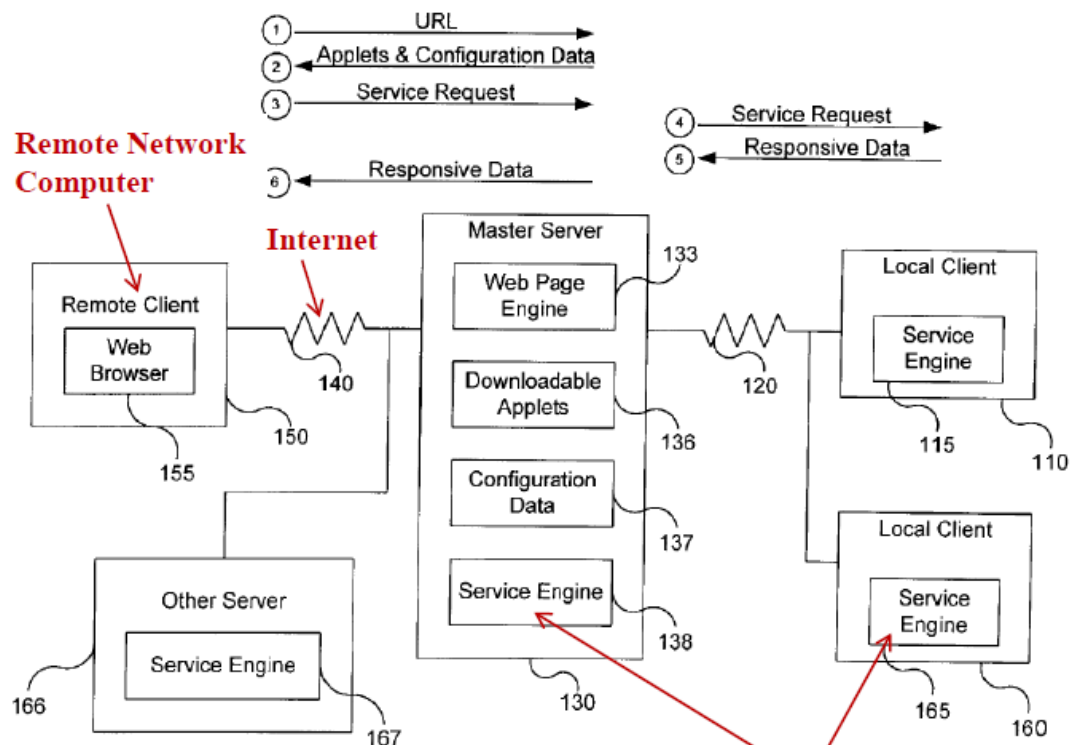 1
URL
2
Applets & Configuration Data
3
Service Request
4
Service Request
5
Responsive Data
6
Responsive Data
Remote Network
Computer
Internet
Remote Client
Web
Browser
155
150
140
Master Server
Web Page
Engine
133
Downloadable
Applets
136
Configuration
Data
137
Service Engine
138
130
120
Local Client
Service
Engine
115
110
Local Client
Service
Engine
165
160
Other Server
Service Engine
166
167